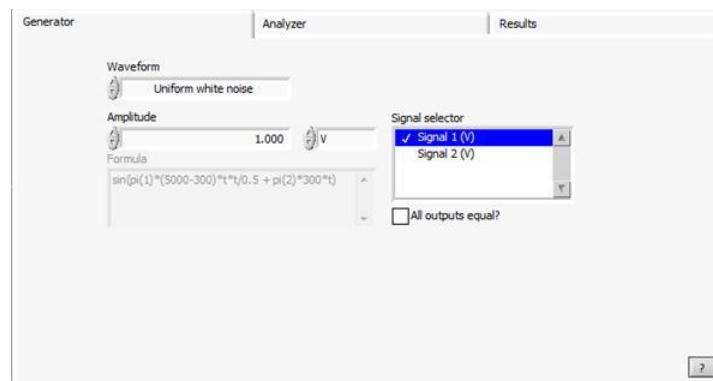 Generator
Analyzer
Results
Waveform
Uniform white noise
Amplitude
1.000
V
Formula
sin(pi(1)*(5000-300)*t*t/0.5 + pi(2)*300*t)
Signal selector
✓ Signal 1 (V)
Signal 2 (V)
All outputs equal?
?